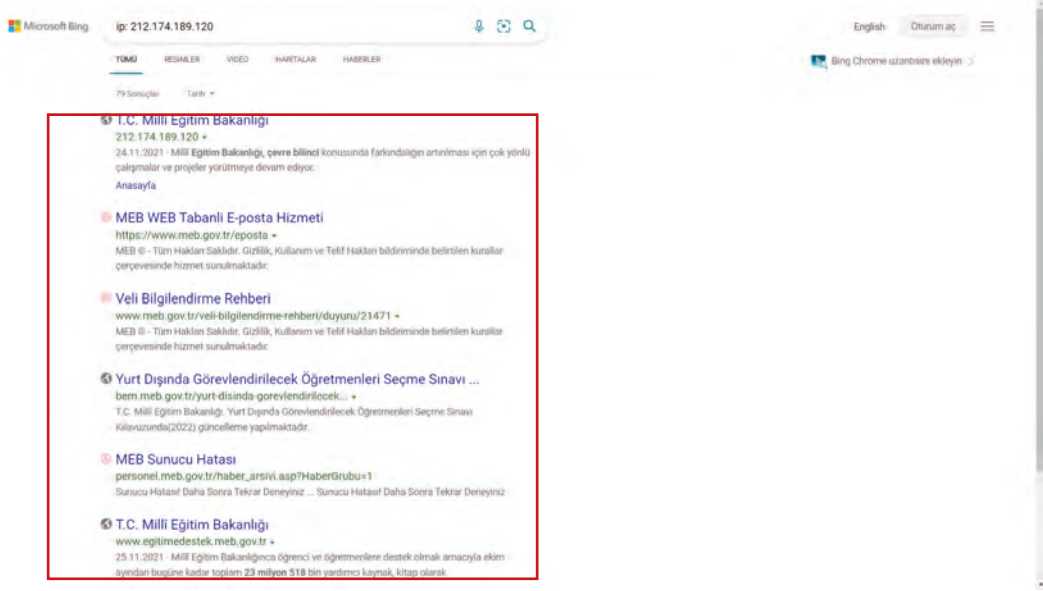 Microsoft Bing
ip: 212.174.189.120
English
Oturum aç
TÜMÜ RESİMLER VIDEO HARİTALAR HABERLER
Bing Chrome uzantısını ekleyin
79 Sonuçlar Tarih
T.C. Milli Eğitim Bakanlığı
212.174.189.120
24.11.2021 · Millî Eğitim Bakanlığı, çevre bilinci konusunda farkındalığın artırılması için çok yönlü
çalışmalar ve projeler yürütmeye devam ediyor.
Anasayfa
MEB WEB Tabanli E-posta Hizmeti
https://www.meb.gov.tr/eposta
MEB © - Tüm Hakları Saklıdır. Gizlilik, Kullanım ve Telif Hakları bildiriminde belirtilen kurallar
çerçevesinde hizmet sunulmaktadır.
Veli Bilgilendirme Rehberi
www.meb.gov.tr/veli-bilgilendirme-rehberi/duyuru/21471
MEB © - Tüm Hakları Saklıdır. Gizlilik, Kullanım ve Telif Hakları bildiriminde belirtilen kurallar
çerçevesinde hizmet sunulmaktadır.
Yurt Dışında Görevlendirilecek Öğretmenleri Seçme Sınavı ...
bem.meb.gov.tr/yurt-disinda-gorevlendirilecek...
T.C. Millî Eğitim Bakanlığı. Yurt Dışında Görevlendirilecek Öğretmenleri Seçme Sınavı
Kılavuzunda(2022) güncelleme yapılmaktadır.
MEB Sunucu Hatası
personel.meb.gov.tr/haber_arsivi.asp?HaberGrubu=1
Sunucu Hatası! Daha Sonra Tekrar Deneyiniz ... Sunucu Hatası! Daha Sonra Tekrar Deneyiniz
T.C. Millî Eğitim Bakanlığı
www.egitimedestek.meb.gov.tr
25.11.2021 · Millî Eğitim Bakanlığınca öğrenci ve öğretmenlere destek olmak amacıyla ekim
ayından bugüne kadar toplam 23 milyon 518 bin yardımcı kaynak, kitap olarak